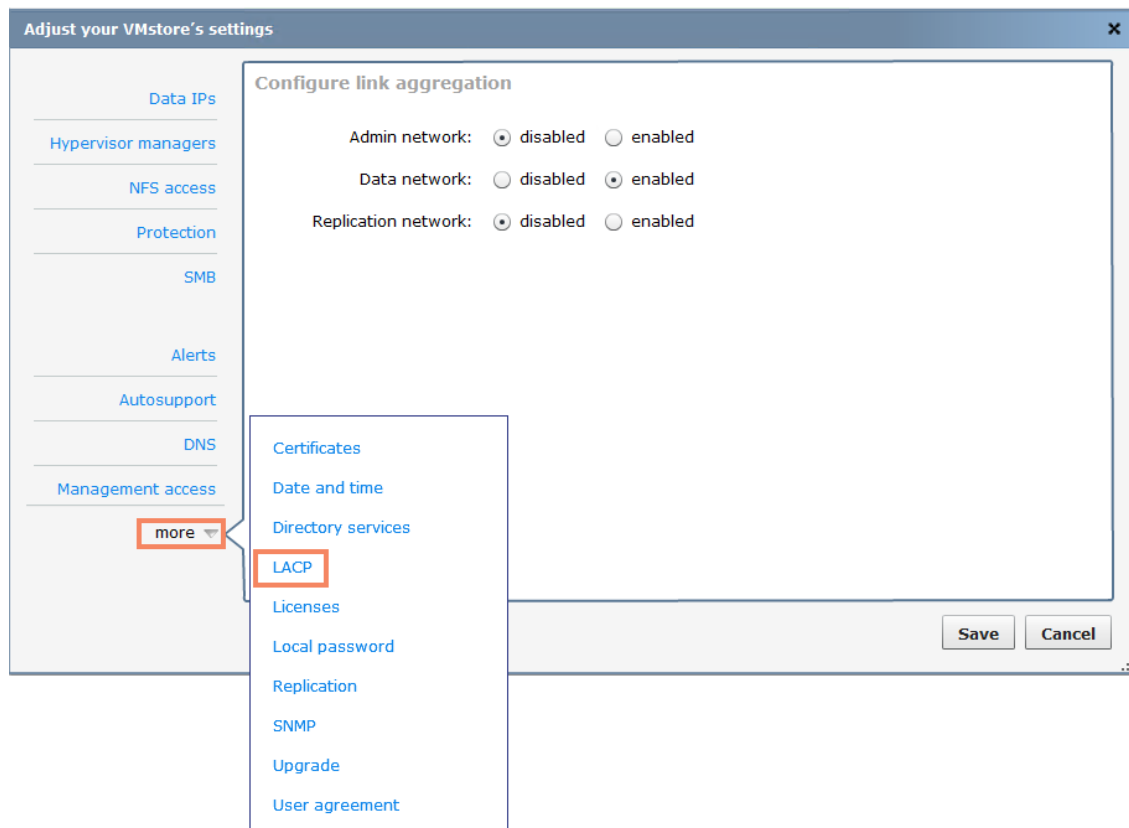 Adjust your VMstore's settings
Data IPs
Hypervisor managers
NFS access
Protection
SMB
Alerts
Autosupport
DNS
Management access
more
Configure link aggregation
Admin network: disabled enabled
Data network: disabled enabled
Replication network: disabled enabled
Certificates
Date and time
Directory services
LACP
Licenses
Local password
Replication
SNMP
Upgrade
User agreement
Save Cancel